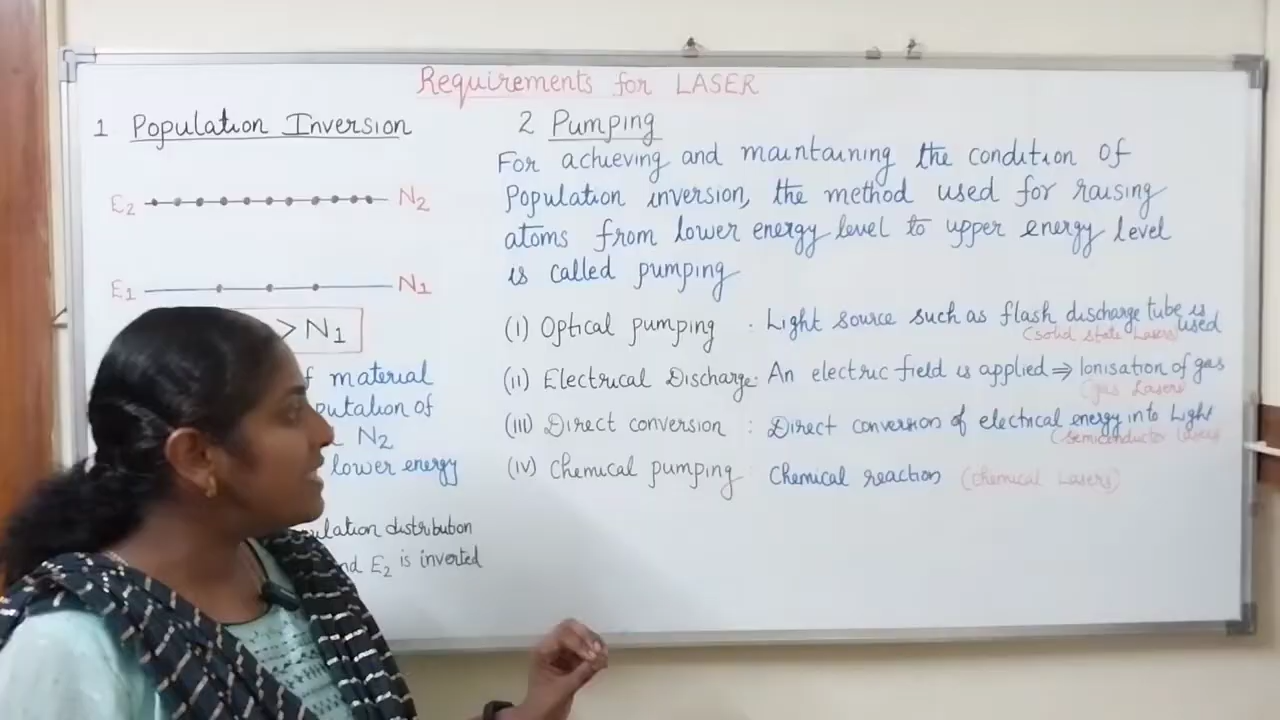 Requirements for LASER
1 Population Inversion
E2 N2
E1 N1
> N1
material
of
N2
lower energy
distribution
E2 is inverted
2 Pumping
For achieving and maintaining the condition of
Population inversion, the method used for raising
atoms from lower energy level to upper energy level
is called pumping
(i) Optical pumping : Light source such as flash discharge tube is used
(solid state Lasers)
(ii) Electrical Discharge: An electric field is applied ⇒ Ionisation of gas
(gas Lasers)
(iii) Direct conversion : Direct conversion of electrical energy into Light
(semiconductor lasers
(iv) Chemical pumping : Chemical reaction (chemical Lasers)